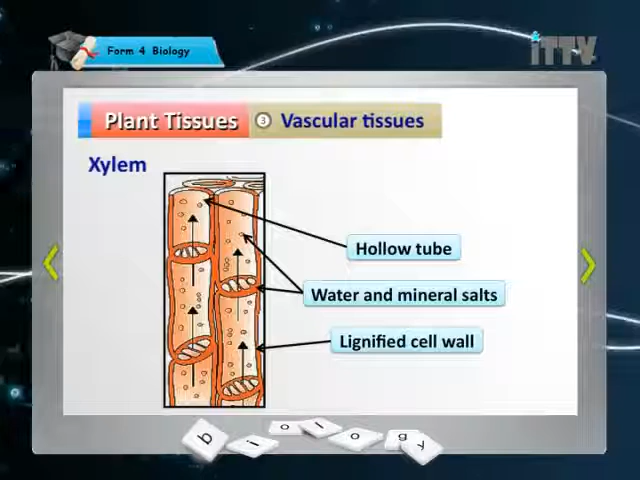 Form 4 Biology
iTTV
Plant Tissues
3
Vascular tissues
Xylem
Hollow tube
Water and mineral salts
Lignified cell wall
b i o l o g y